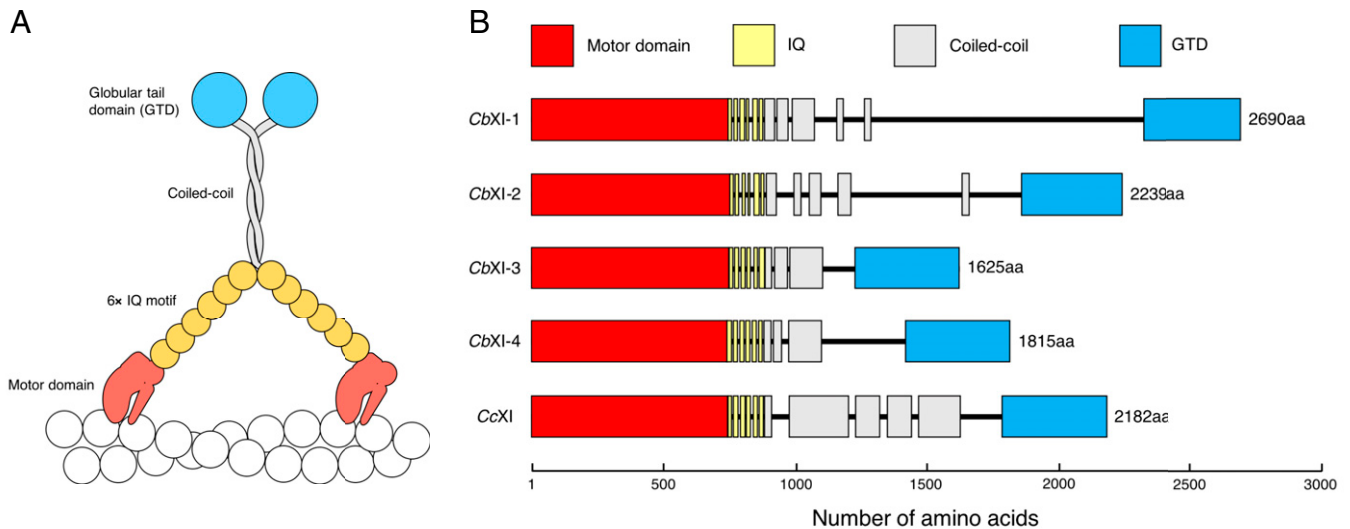 A
Globular tail
domain (GTD)
Coiled-coil
6× IQ motif
Motor domain
B
Motor domain
IQ
Coiled-coil
GTD
CbXI-1
2690aa
CbXI-2
2239aa
CbXI-3
1625aa
CbXI-4
1815aa
CcXI
2182aa
1 500 1000 1500 2000 2500 3000
Number of amino acids